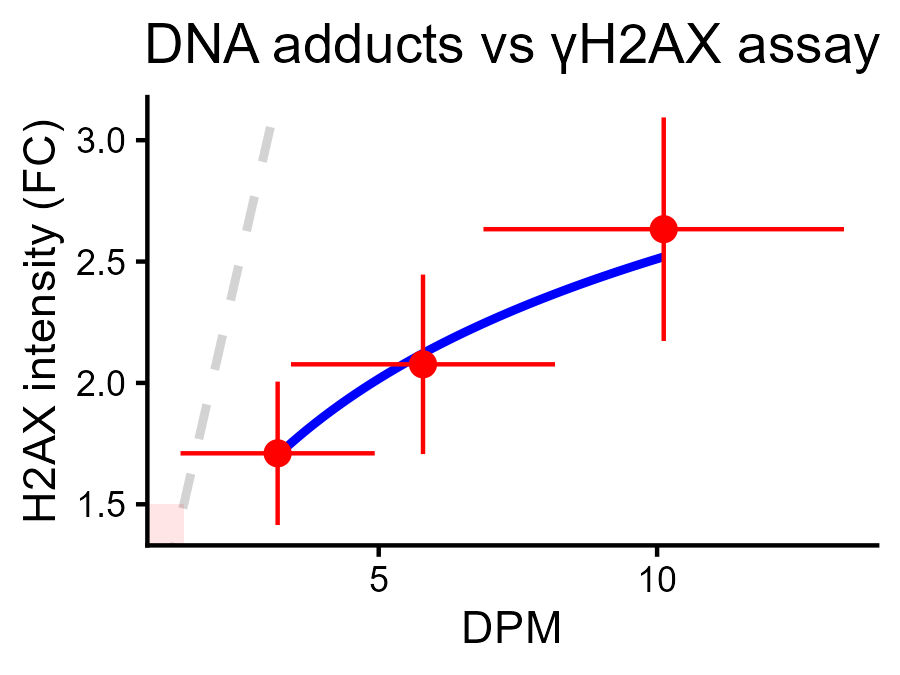 DNA adducts vs γH2AX assay
H2AX intensity (FC)
3.0
2.5
2.0
1.5
5
10
DPM